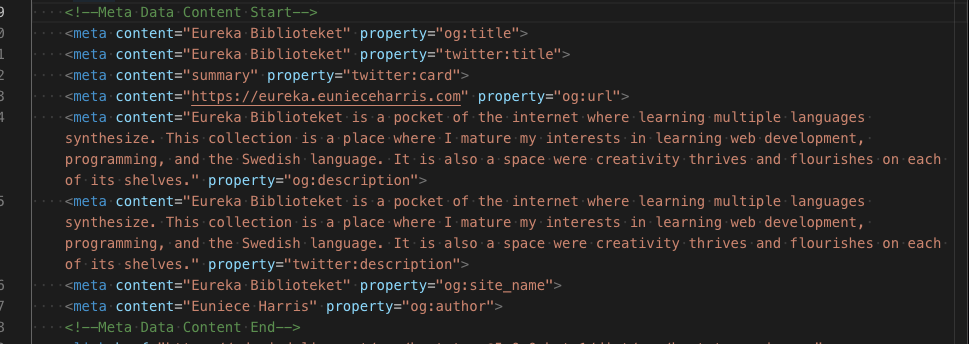 9 <!--Meta Data Content Start-->
0 <meta content="Eureka Biblioteket" property="og:title">
1 <meta content="Eureka Biblioteket" property="twitter:title">
2 <meta content="summary" property="twitter:card">
3 <meta content="https://eureka.eunieceharris.com" property="og:url">
4 <meta content="Eureka Biblioteket is a pocket of the internet where learning multiple languages
synthesize. This collection is a place where I mature my interests in learning web development,
programming, and the Swedish language. It is also a space were creativity thrives and flourishes on each
of its shelves." property="og:description">
5 <meta content="Eureka Biblioteket is a pocket of the internet where learning multiple languages
synthesize. This collection is a place where I mature my interests in learning web development,
programming, and the Swedish language. It is also a space were creativity thrives and flourishes on each
of its shelves." property="twitter:description">
6 <meta content="Eureka Biblioteket" property="og:site_name">
7 <meta content="Euniece Harris" property="og:author">
8 <!--Meta Data Content End-->